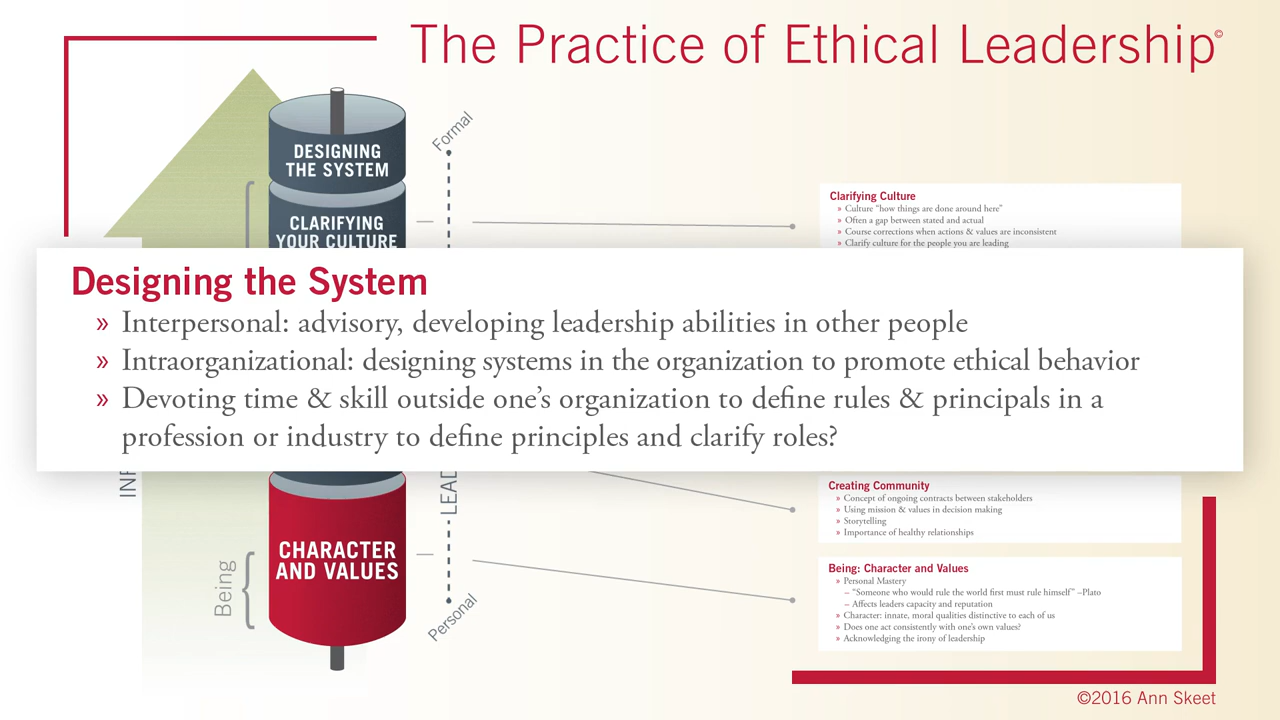 The Practice of Ethical Leadership©
Formal
DESIGNING
THE SYSTEM
CLARIFYING
YOUR CULTURE
Clarifying Culture
» Culture “how things are done around here”
» Often a gap between stated and actual
» Course corrections when actions & values are inconsistent
» Clarify culture for the people you are leading
Designing the System
» Interpersonal: advisory, developing leadership abilities in other people
» Intraorganizational: designing systems in the organization to promote ethical behavior
» Devoting time & skill outside one’s organization to define rules & principals in a
profession or industry to define principles and clarify roles?
LEAD
Creating Community
» Concept of ongoing contracts between stakeholders
» Using mission & values in decision making
» Storytelling
» Importance of healthy relationships
CHARACTER
AND VALUES
Being
Personal
Being: Character and Values
» Personal Mastery
– “Someone who would rule the world first must rule himself” –Plato
– Affects leaders capacity and reputation
» Character: innate, moral qualities distinctive to each of us
» Does one act consistently with one’s own values?
» Acknowledging the irony of leadership
©2016 Ann Skeet